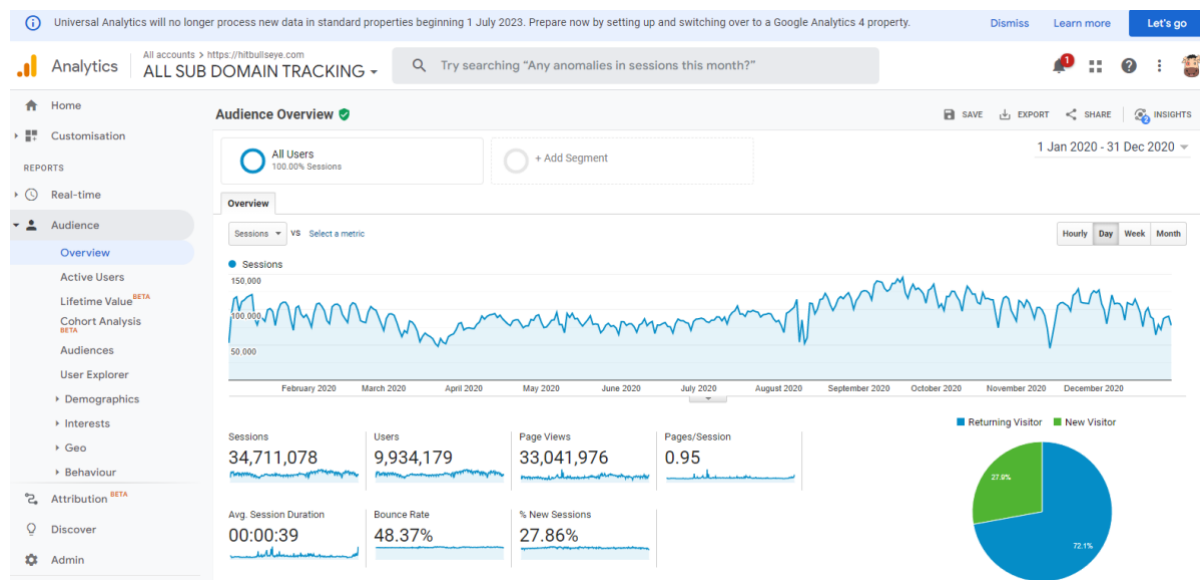 Universal Analytics will no longer process new data in standard properties beginning 1 July 2023. Prepare now by setting up and switching over to a Google Analytics 4 property.
Dismiss
Learn more
Let's go
Analytics
All accounts > https://hitbullseye.com
ALL SUB DOMAIN TRACKING
Try searching "Any anomalies in sessions this month?"
1
Home
Customisation
REPORTS
Real-time
Audience
Overview
Active Users
Lifetime Value BETA
Cohort Analysis
BETA
Audiences
User Explorer
Demographics
Interests
Geo
Behaviour
Attribution BETA
Discover
Admin
Audience Overview
SAVE
EXPORT
SHARE
INSIGHTS
2
All Users
100.00% Sessions
+ Add Segment
1 Jan 2020 - 31 Dec 2020
Overview
Sessions
VS
Select a metric
Hourly
Day
Week
Month
Sessions
150,000
100,000
50,000
February 2020
March 2020
April 2020
May 2020
June 2020
July 2020
August 2020
September 2020
October 2020
November 2020
December 2020
Sessions
34,711,078
Users
9,934,179
Page Views
33,041,976
Pages/Session
0.95
Avg. Session Duration
00:00:39
Bounce Rate
48.37%
% New Sessions
27.86%
Returning Visitor
New Visitor
27.9%
72.1%